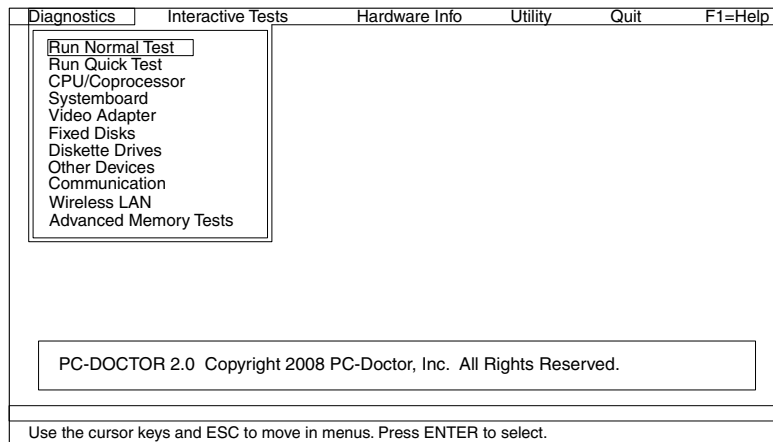 Diagnostics Interactive Tests Hardware Info Utility Quit F1=Help
Run Normal Test
Run Quick Test
CPU/Coprocessor
Systemboard
Video Adapter
Fixed Disks
Diskette Drives
Other Devices
Communication
Wireless LAN
Advanced Memory Tests
PC-DOCTOR 2.0 Copyright 2008 PC-Doctor, Inc. All Rights Reserved.
Use the cursor keys and ESC to move in menus. Press ENTER to select.